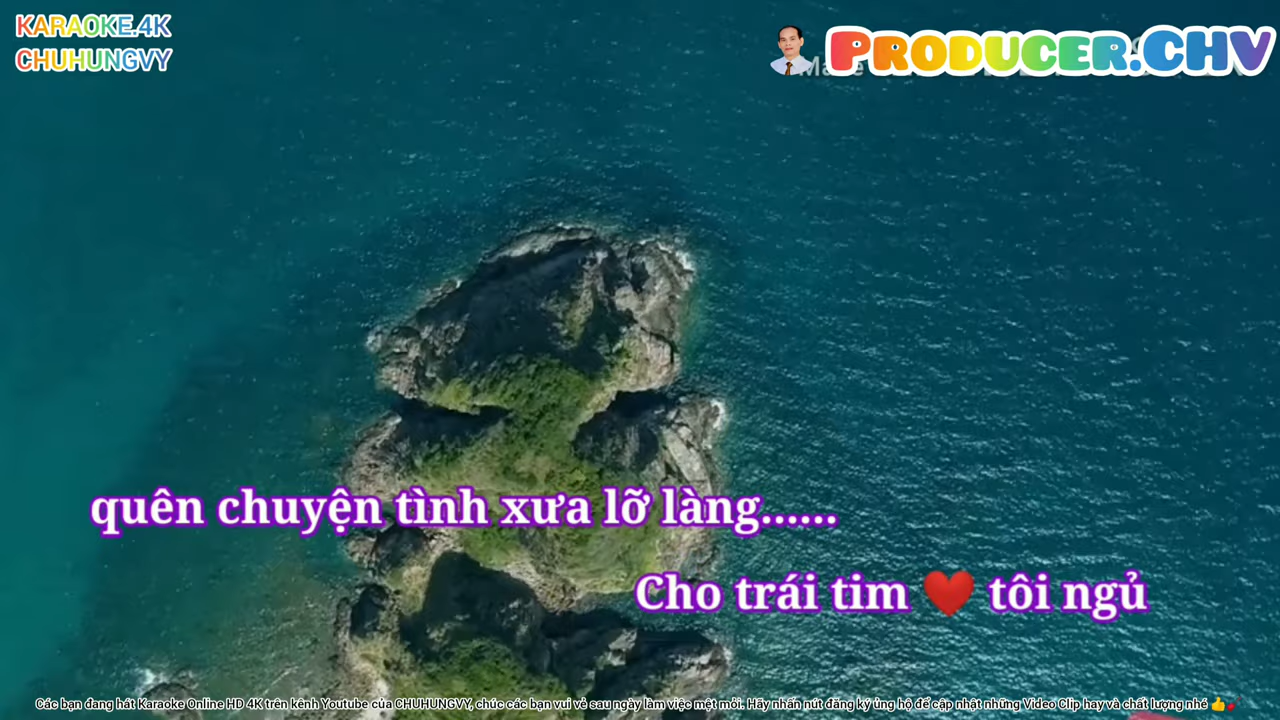 KARAOKE.4K
CHUHUNGVY
PRODUCER.CHV
quên chuyện tình xưa lỡ làng......
Cho trái tim ❤️ tôi ngủ
Các bạn đang hát Karaoke Online HD 4K trên kênh Youtube của CHUHUNGVY, chúc các bạn vui vẻ sau ngày làm việc mệt mỏi. Hãy nhấn nút đăng ký ủng hộ để cập nhật những Video Clip hay và chất lượng nhé 👍